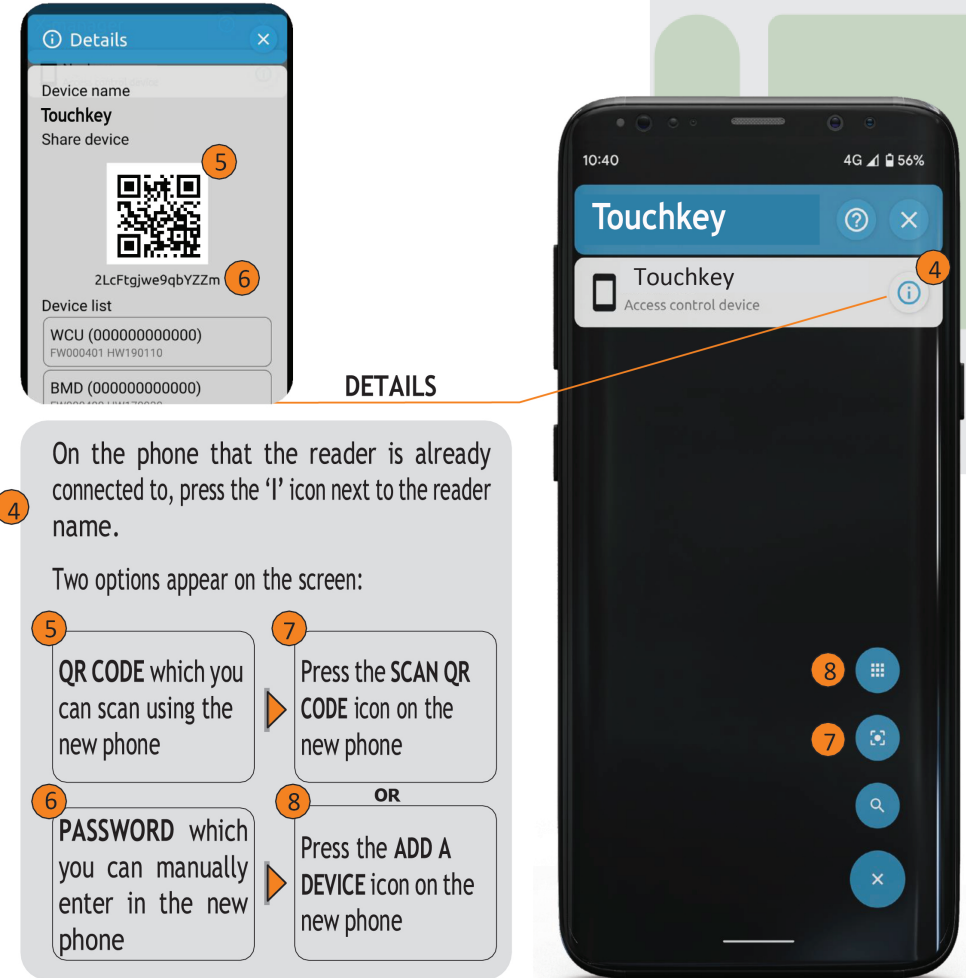 Details
Device name
Touchkey
Share device
5
2LcFtgjwe9qbYZZm
6
Device list
WCU (000000000000)
FW000401 HW190110
BMD (000000000000)
DETAILS
10:40
4G
56%
Touchkey
4
Touchkey
Access control device
8
7
4
On the phone that the reader is already
connected to, press the ‘I’ icon next to the reader
name.
Two options appear on the screen:
5
QR CODE which you
can scan using the
new phone
7
Press the SCAN QR
CODE icon on the
new phone
OR
6
PASSWORD which
you can manually
enter in the new
phone
8
Press the ADD A
DEVICE icon on the
new phone